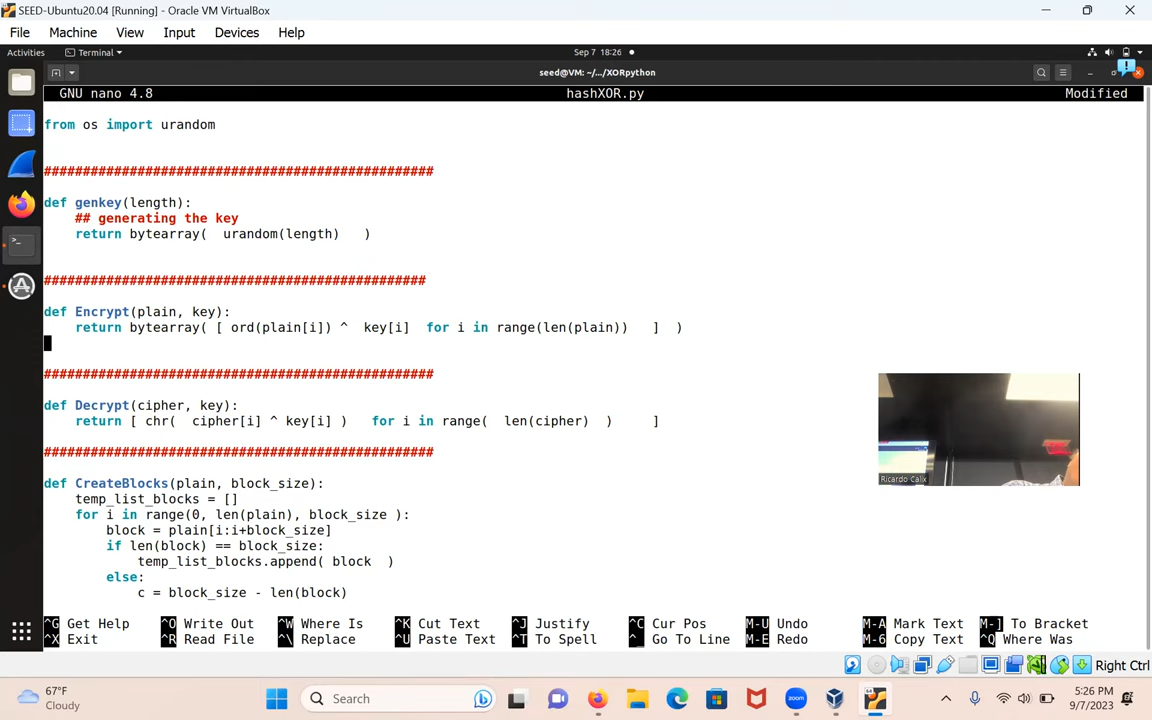 SEED-Ubuntu20.04 [Running] - Oracle VM VirtualBox
File Machine View Input Devices Help
Activities Terminal Sep 7 18:26
seed@VM: ~/.../XORpython
GNU nano 4.8 hashXOR.py Modified
from os import urandom
##################################################
def genkey(length):
## generating the key
return bytearray( urandom(length) )
#################################################
def Encrypt(plain, key):
return bytearray( [ ord(plain[i]) ^ key[i] for i in range(len(plain)) ] )
##################################################
def Decrypt(cipher, key):
return [ chr( cipher[i] ^ key[i] ) for i in range( len(cipher) ) ]
##################################################
def CreateBlocks(plain, block_size):
temp_list_blocks = []
for i in range(0, len(plain), block_size ):
block = plain[i:i+block_size]
if len(block) == block_size:
temp_list_blocks.append( block )
else:
c = block_size - len(block)
Ricardo Calix
^G Get Help ^O Write Out ^W Where Is ^K Cut Text ^J Justify ^C Cur Pos M-U Undo M-A Mark Text M-] To Bracket
^X Exit ^R Read File ^\ Replace ^U Paste Text ^T To Spell ^_ Go To Line M-E Redo M-6 Copy Text ^Q Where Was
Right Ctrl
67°F
Cloudy
Search
5:26 PM
9/7/2023